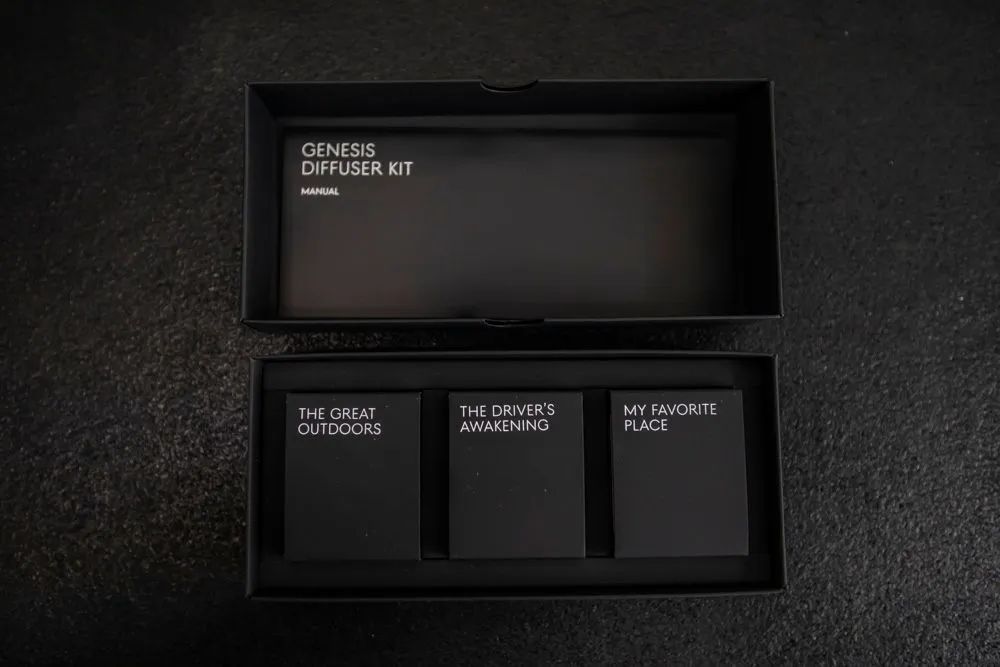 GENESIS
DIFFUSER KIT
MANUAL
THE GREAT
OUTDOORS
THE DRIVER'S
AWAKENING
MY FAVORITE
PLACE